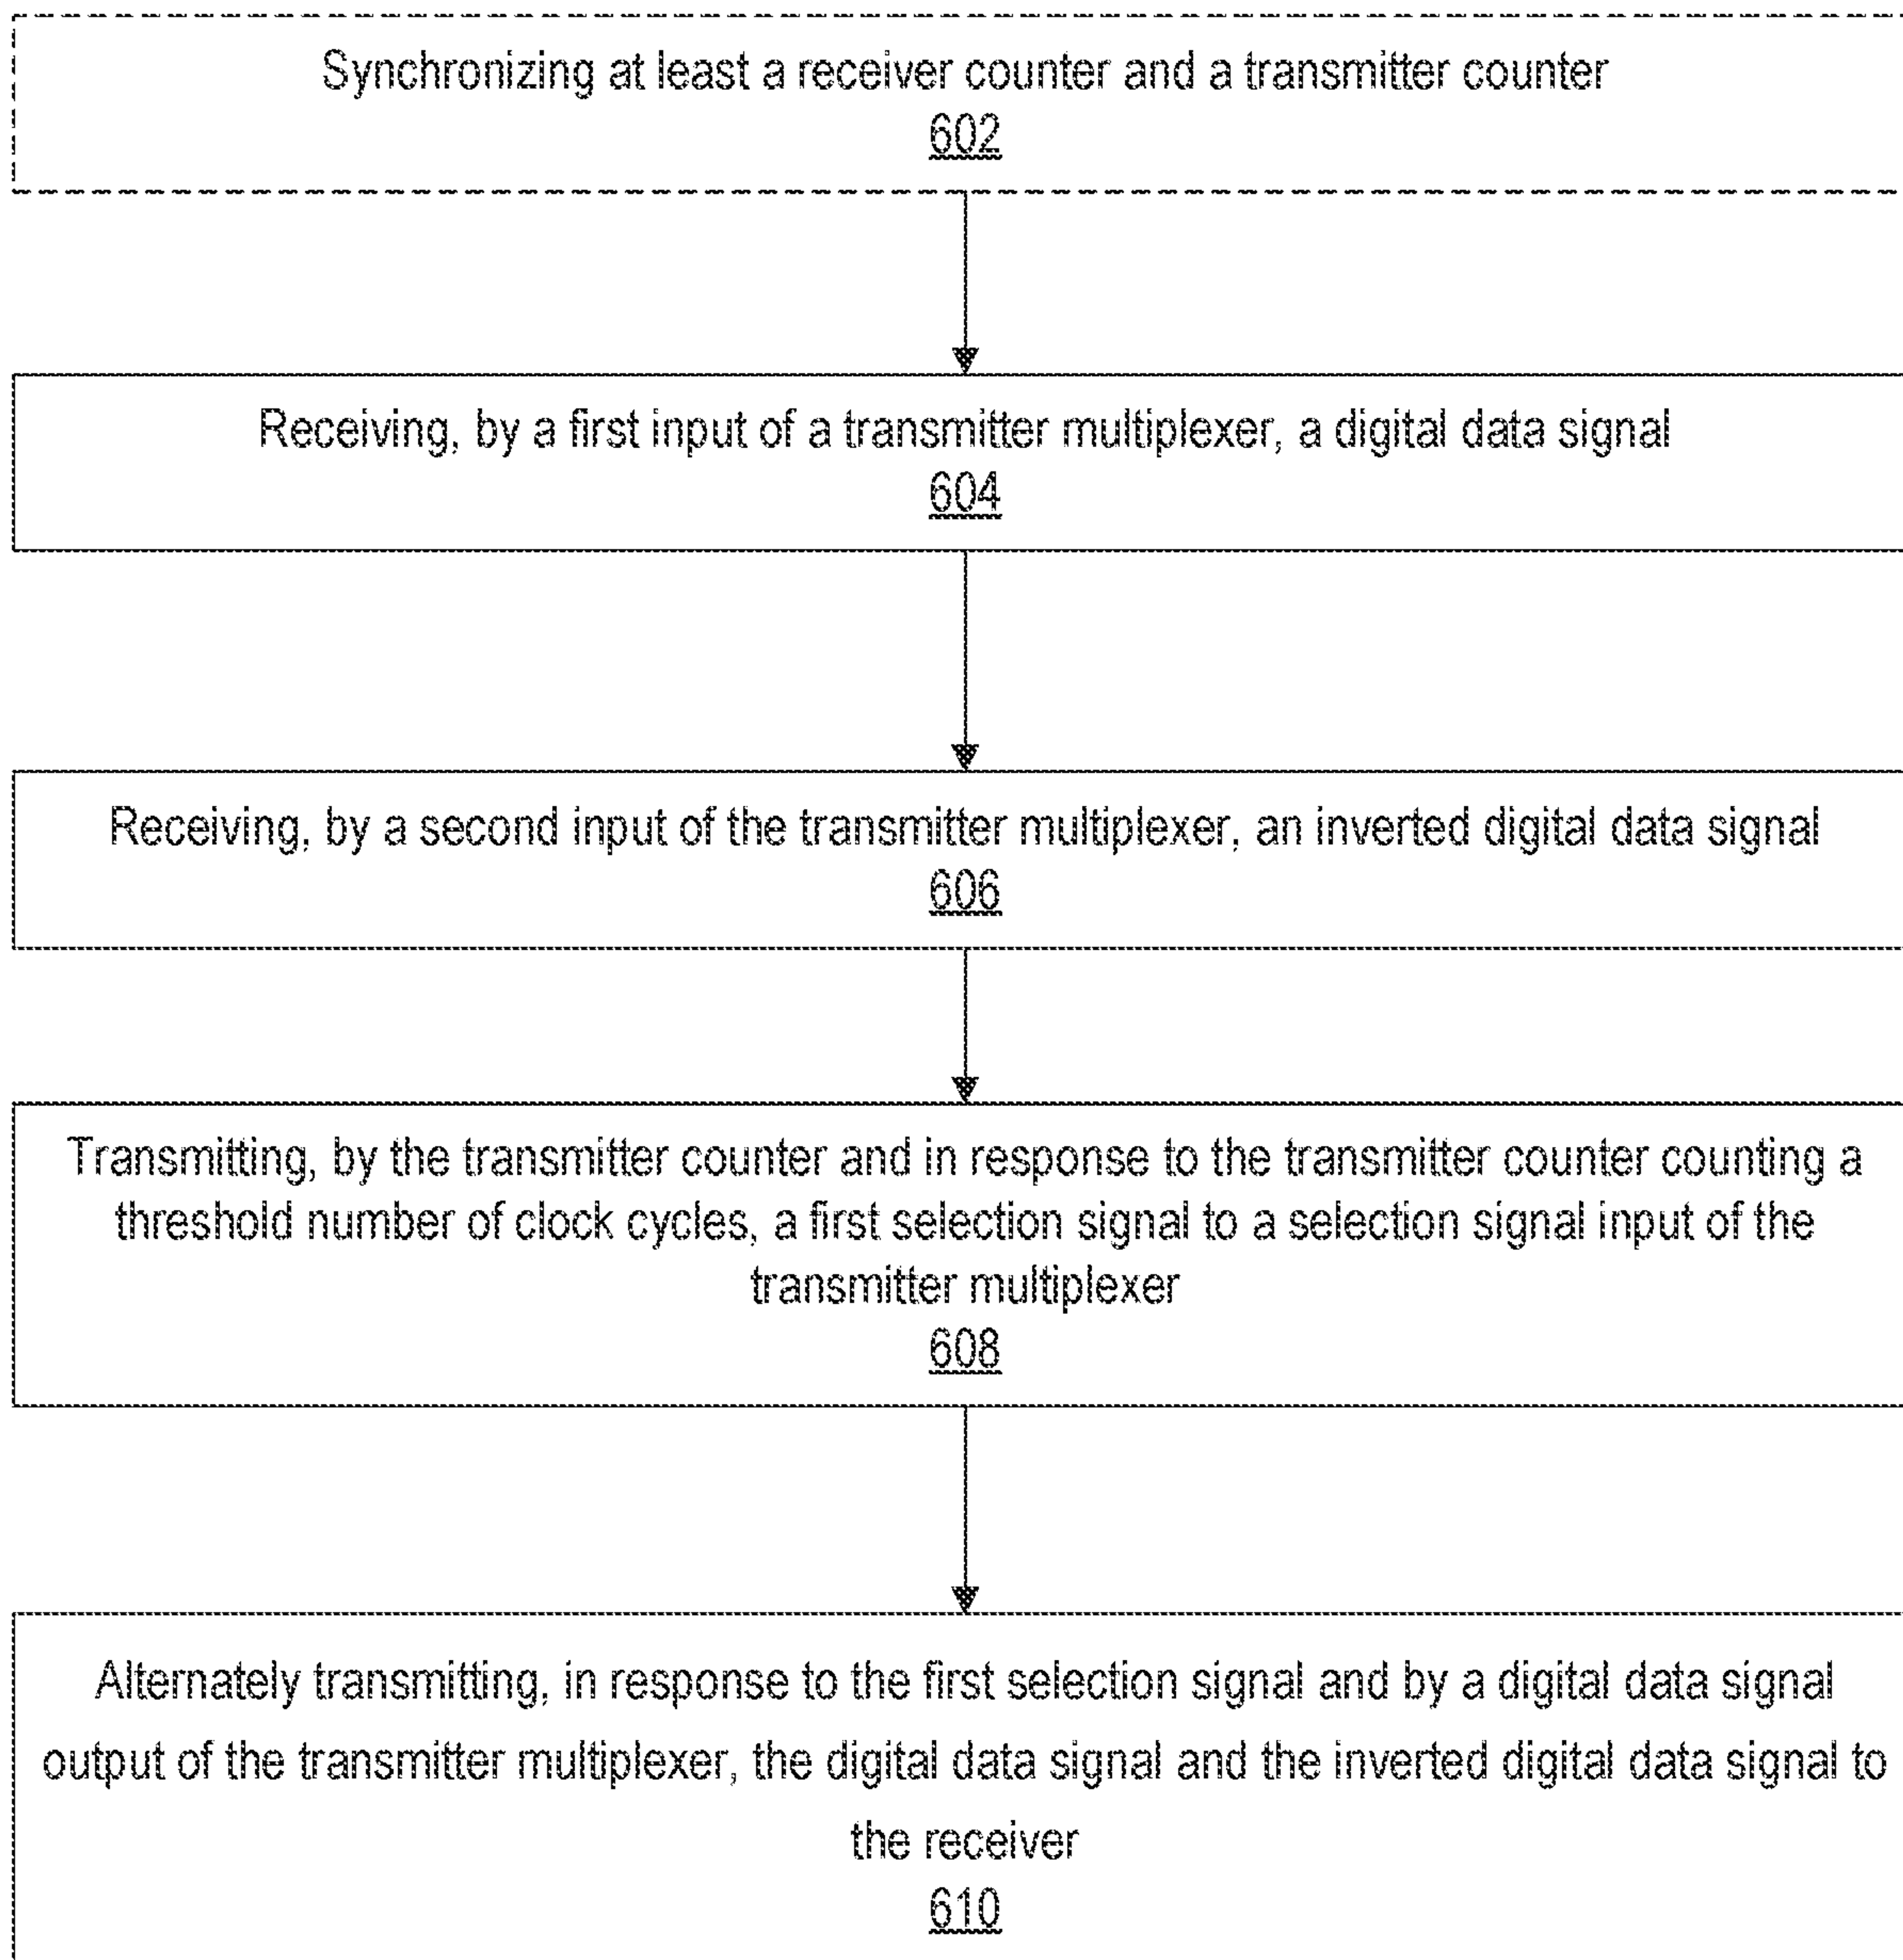 Synchronizing at least a receiver counter and a transmitter counter
602
Receiving, by a first input of a transmitter multiplexer, a digital data signal
604
Receiving, by a second input of the transmitter multiplexer, an inverted digital data signal
606
Transmitting, by the transmitter counter and in response to the transmitter counter counting a
threshold number of clock cycles, a first selection signal to a selection signal input of the
transmitter multiplexer
608
Alternately transmitting, in response to the first selection signal and by a digital data signal
output of the transmitter multiplexer, the digital data signal and the inverted digital data signal to
the receiver
610